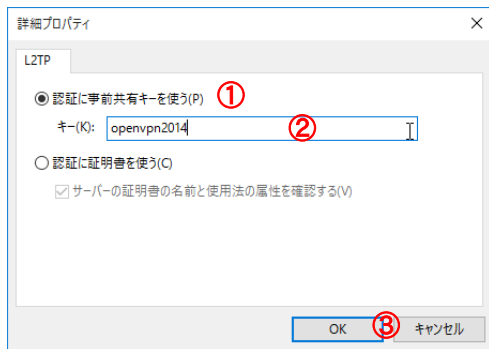 詳細プロパティ
L2TP
認証に事前共有キーを使う(P) ①
キー(K): openvpn2014 ②
認証に証明書を使う(C)
サーバーの証明書の名前と使用法の属性を確認する(V)
OK ③ キャンセル